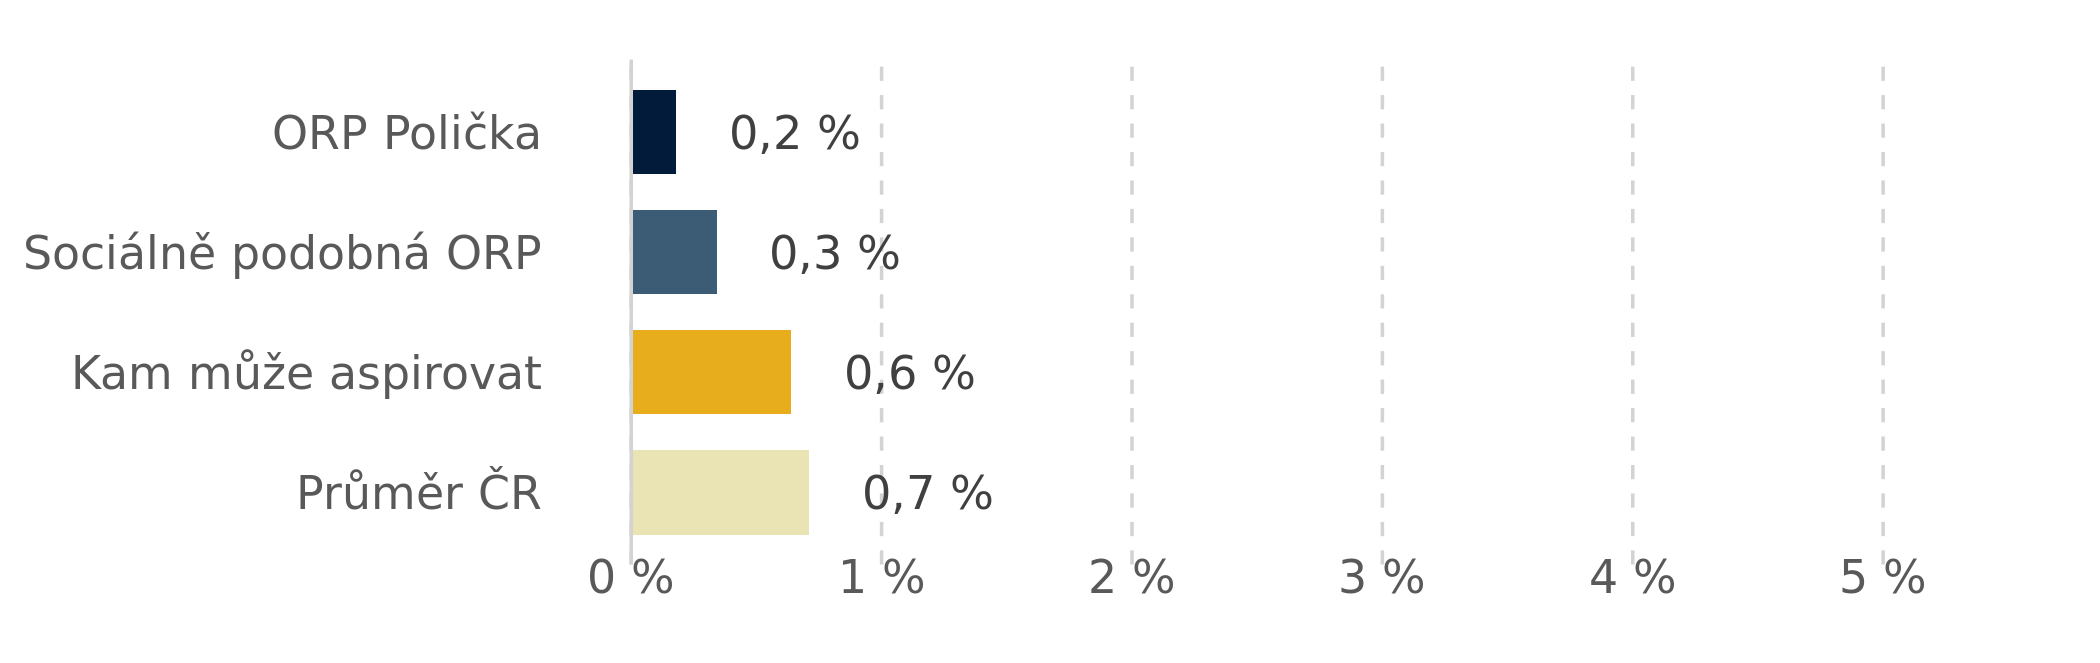 ORP Polička 0,2 %
Sociálně podobná ORP 0,3 %
Kam může aspirovat 0,6 %
Průměr ČR 0,7 %
0 % 1 % 2 % 3 % 4 % 5 %